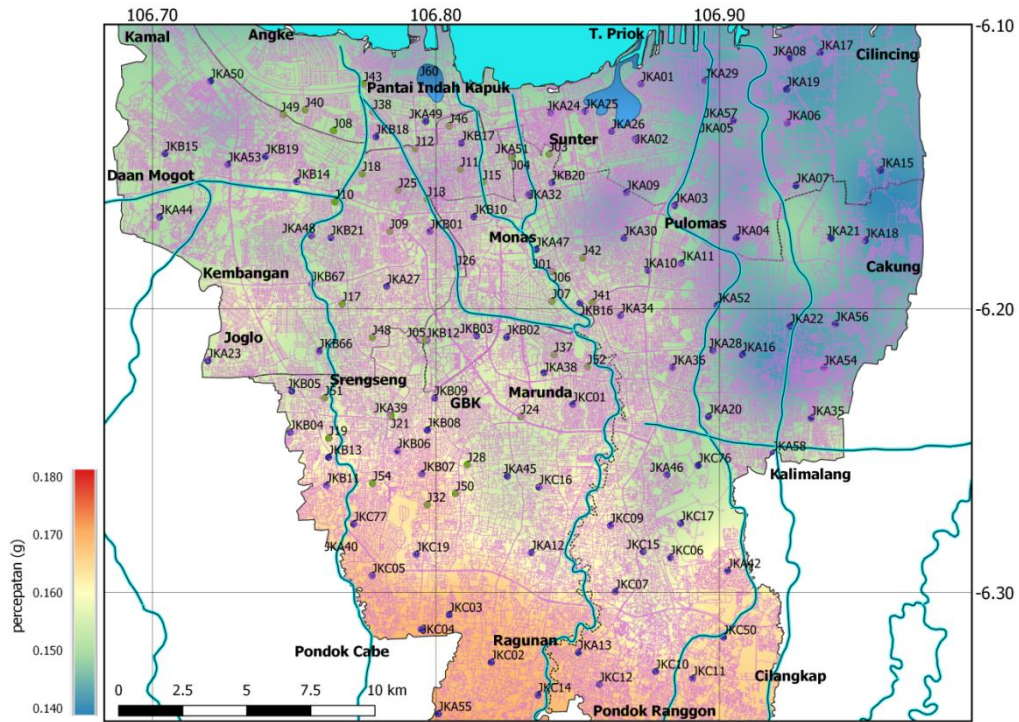 106.70 106.80 106.90
-6.10
Kamal Angke T. Priok
JKA08 JKA17
Cilincing
JKA50 J43 J60 JKA01 JKA29 JKA19
Pantai Indah Kapuk
J49 J40 J38 JKA49 JKA24 JKA25
J08 JKB18 J46 JKA26 JKA57 JKA06
JKA05
J12 JKB17 Sunter JKA02
JKB15 JKA53 JKB19 JKA51 J03
J18 J11 J04 JKA15
Daan Mogot JKB14 J25 J15 JKB20 JKA07
J10 J13 JKA32 JKA09 JKA03
JKA44 JKB10 Pulomas
JKA48 JKB21 J09 JKB01 Monas JKA47 JKA30 JKA04 JKA21 JKA18
J42
Kembangan JKB67 J26 J01 JKA10 JKA11 Cakung
JKA27 J06
J17 J07 J41 JKA52
JKB16 JKA34 -6.20
J48 J05 JKB12 JKB03 JKB02 JKA22 JKA56
Joglo JKB66 J37 JKA28 JKA16
JKA23 JKA38 J52 JKA36 JKA54
Srengseng
JKB05 J51 JKB09 Marunda
GBK JKC01
JKA39 J24 JKA20 JKA35
JKB04 J19 J21 JKB08
JKB13 JKB06 JKA58
J28 JKC76
JKB11 J54 JKB07 JKA45 JKA46 Kalimalang
J50 JKC16
0.180 J32
JKC77 JKC09 JKC17
0.170 JKA40 JKC19 JKA12 JKC15 JKC06
JKC05 JKA42
0.160 JKC07 -6.30
JKC03
JKC04 JKC50
0.150 Pondok Cabe Ragunan JKA13
JKC02 JKC10 JKC11
JKC12 Cilangkap
0 2.5 5 7.5 10 km JKC14
0.140 JKA55 Pondok Ranggon
percepatan (g)